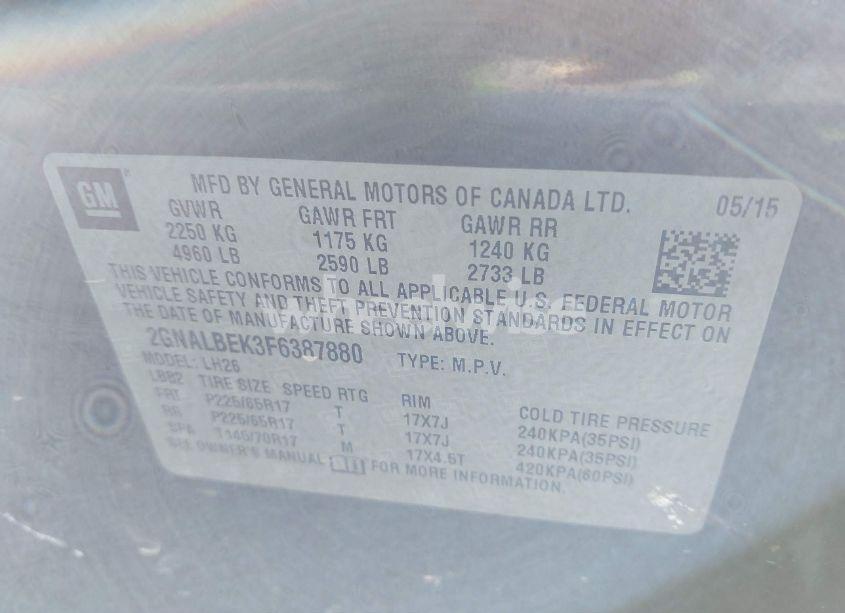 GM
MFD BY GENERAL MOTORS OF CANADA LTD. 05/15
GVWR GAWR FRT GAWR RR
2250 KG 1175 KG 1240 KG
4960 LB 2590 LB 2733 LB
THIS VEHICLE CONFORMS TO ALL APPLICABLE U.S. FEDERAL MOTOR
VEHICLE SAFETY AND THEFT PREVENTION STANDARDS IN EFFECT ON
THE DATE OF MANUFACTURE SHOWN ABOVE.
2GNALBEK3F6387880 TYPE: M.P.V.
MODEL: LH26
LBB2 TIRE SIZE SPEED RTG RIM COLD TIRE PRESSURE
FRT P225/65R17 T 17X7J 240KPA(35PSI)
RR P225/65R17 T 17X7J 240KPA(35PSI)
SPA T145/70R17 M 17X4.5T 420KPA(60PSI)
SEE OWNER'S MANUAL FOR MORE INFORMATION.